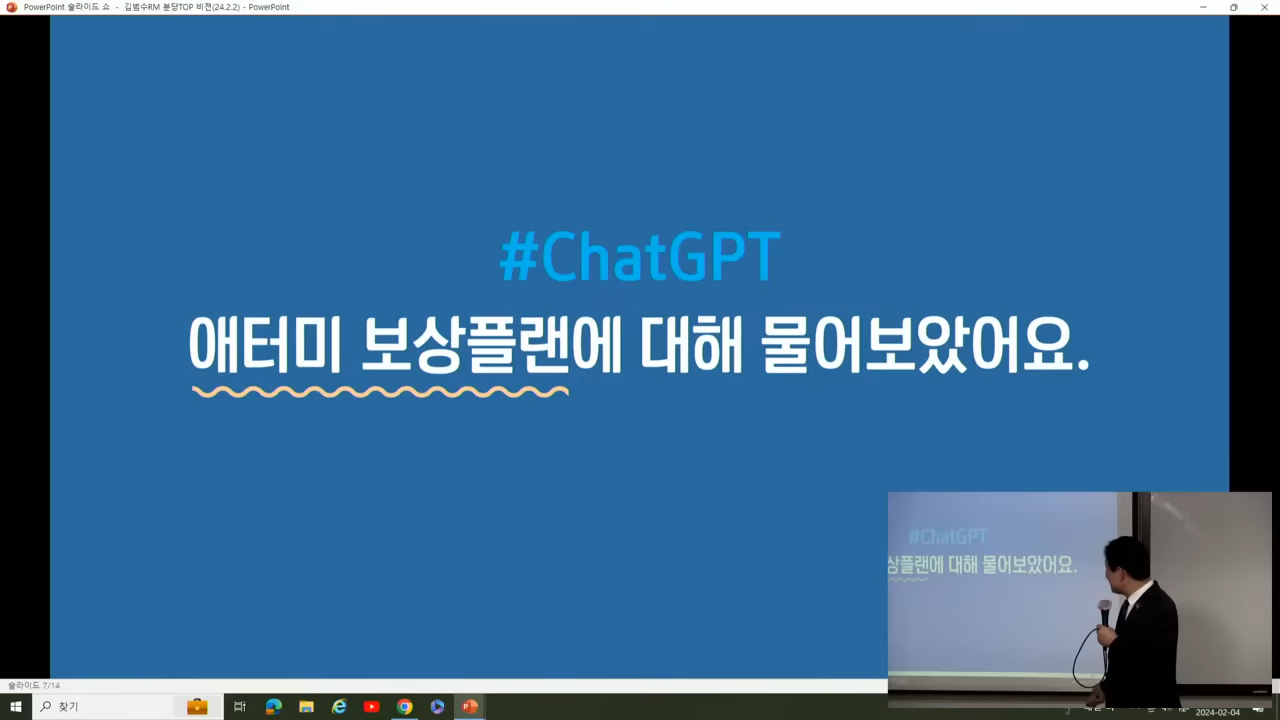 PowerPoint 슬라이드 쇼 - 김범수RM 분당TOP 비젼(24.2.2) - PowerPoint
#ChatGPT
애터미 보상플랜에 대해 물어보았어요.
#ChatGPT
상플랜에 대해 물어보았어요.
슬라이드 7/14
찾기
2024-02-04